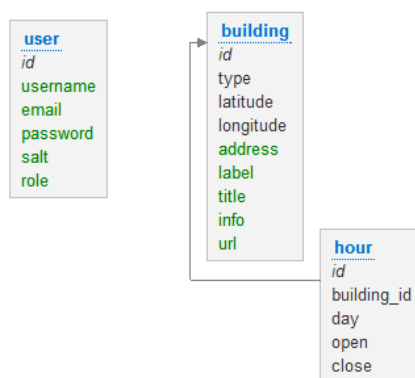 user
id
username
email
password
salt
role
building
id
type
latitude
longitude
address
label
title
info
url
hour
id
building_id
day
open
close